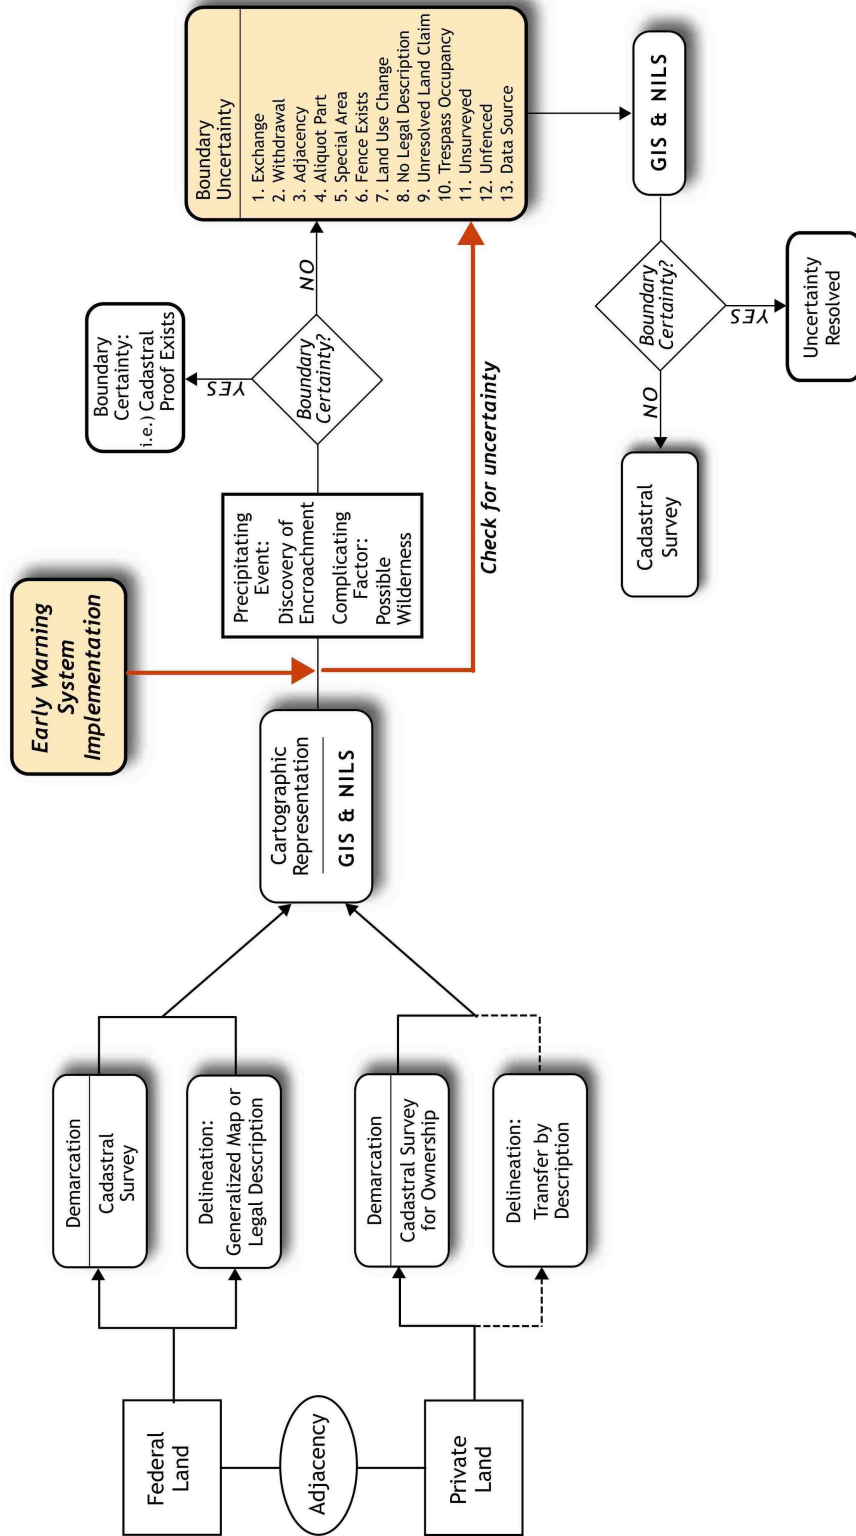 Federal
Land
Adjacency
Private
Land
Demarcation
Cadastral
Survey
Delineation:
Generalized Map or
Legal Description
Demarcation
Cadastral Survey
for Ownership
Delineation:
Transfer by
Description
Cartographic
Representation
GIS & NILS
Early Warning
System
Implementation
Precipitating
Event:
Discovery of
Encroachment
Complicating
Factor:
Possible
Wilderness
Boundary
Certainty?
YES
Boundary
Certainty:
i.e.) Cadastral
Proof Exists
NO
Check for uncertainty
Boundary
Uncertainty
1. Exchange
2. Withdrawal
3. Adjacency
4. Aliquot Part
5. Special Area
6. Fence Exists
7. Land Use Change
8. No Legal Description
9. Unresolved Land Claim
10. Trespass Occupancy
11. Unsurveyed
12. Unfenced
13. Data Source
GIS & NILS
Boundary
Certainty?
NO
Cadastral
Survey
YES
Uncertainty
Resolved